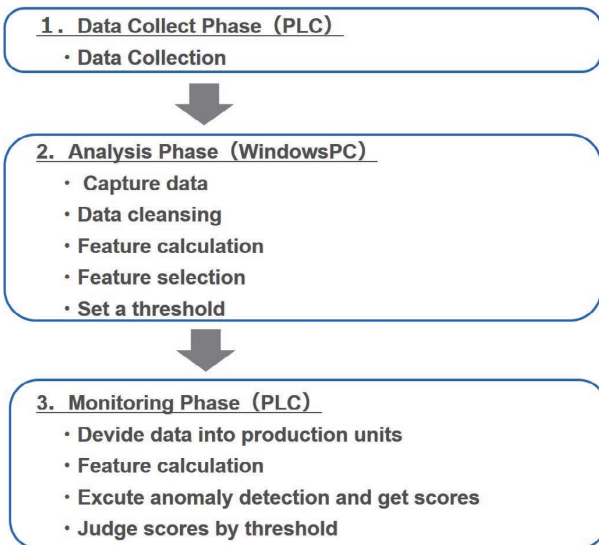 1. Data Collect Phase (PLC)
・Data Collection
2. Analysis Phase (WindowsPC)
・ Capture data
・Data cleansing
・Feature calculation
・Feature selection
・Set a threshold
3. Monitoring Phase (PLC)
・Devide data into production units
・Feature calculation
・Excute anomaly detection and get scores
・Judge scores by threshold